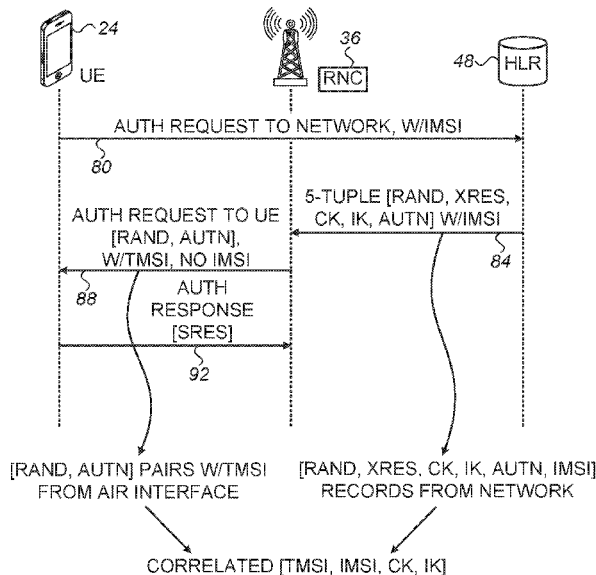 24
UE
36
RNC
48
HLR
AUTH REQUEST TO NETWORK, W/IMSI
80
5-TUPLE [RAND, XRES,
CK, IK, AUTN] W/IMSI
84
AUTH REQUEST TO UE
[RAND, AUTN],
W/TMSI, NO IMSI
88
AUTH
RESPONSE
[SRES]
92
[RAND, AUTN] PAIRS W/TMSI
FROM AIR INTERFACE
[RAND, XRES, CK, IK, AUTN, IMSI]
RECORDS FROM NETWORK
CORRELATED [TMSI, IMSI, CK, IK]